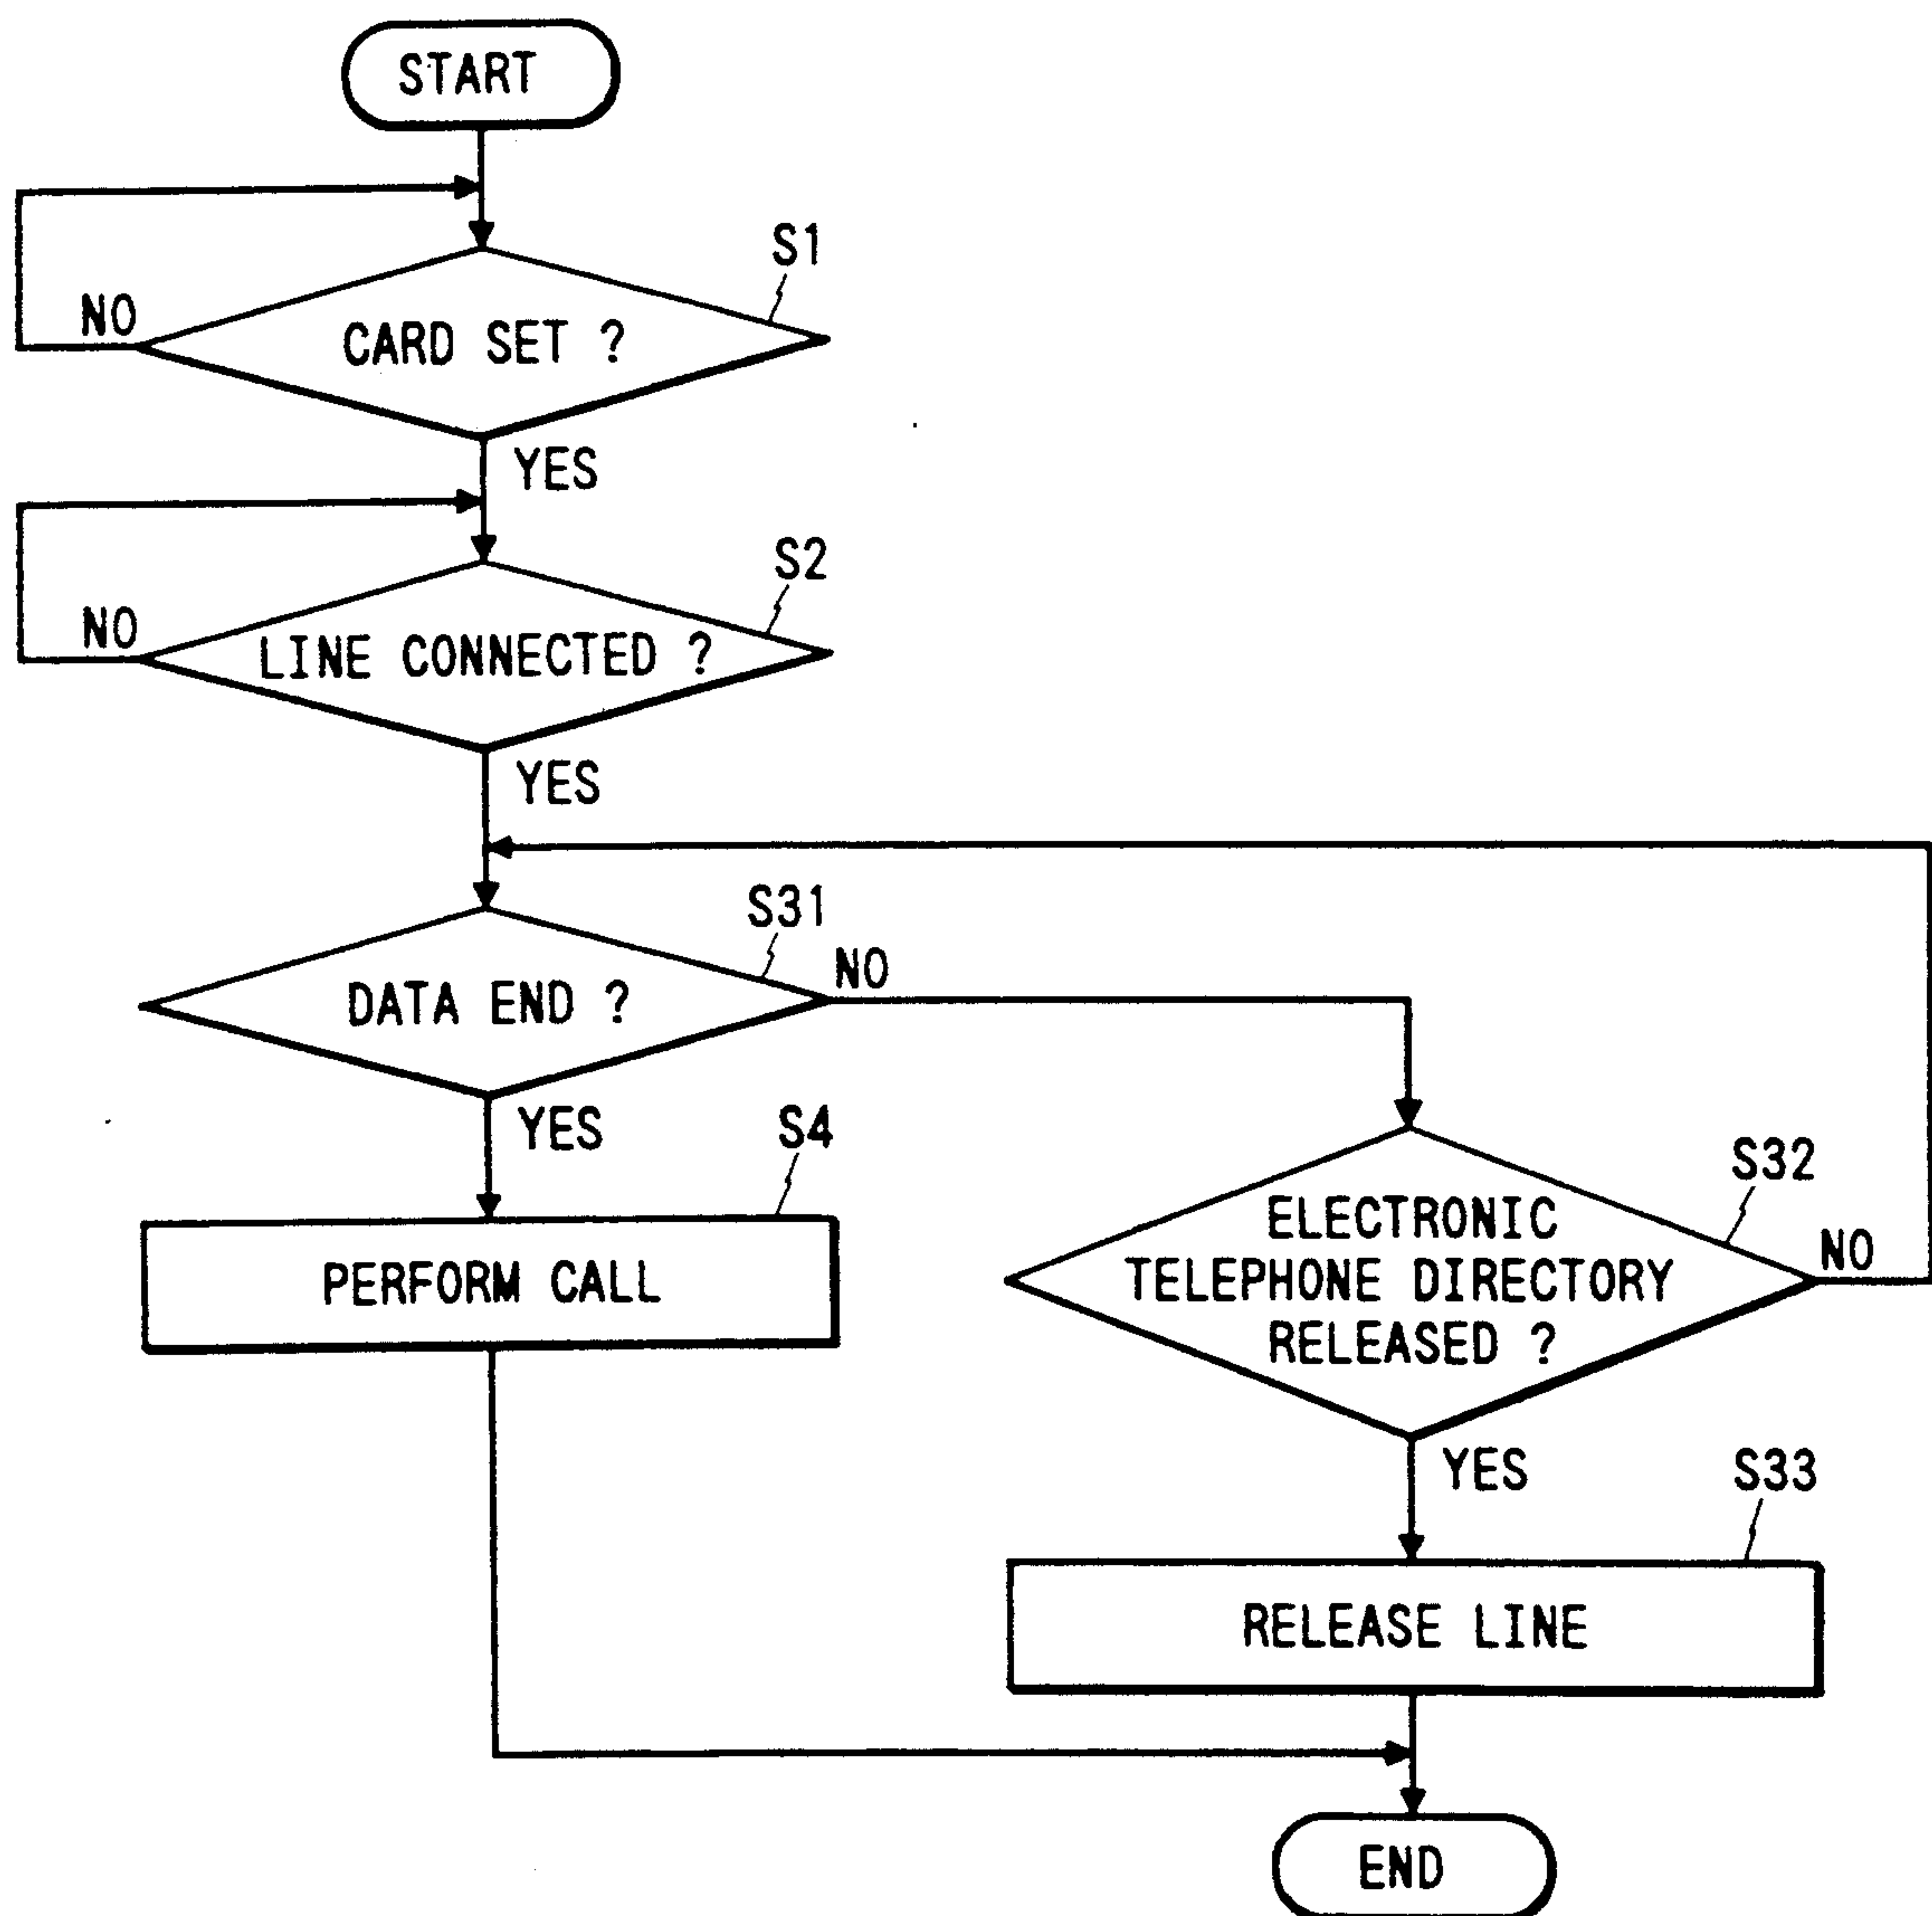 START
S1
NO
CARD SET ?
YES
S2
NO
LINE CONNECTED ?
YES
S31
NO
DATA END ?
YES
S4
PERFORM CALL
S32
ELECTRONIC
TELEPHONE DIRECTORY
RELEASED ?
NO
YES
S33
RELEASE LINE
END